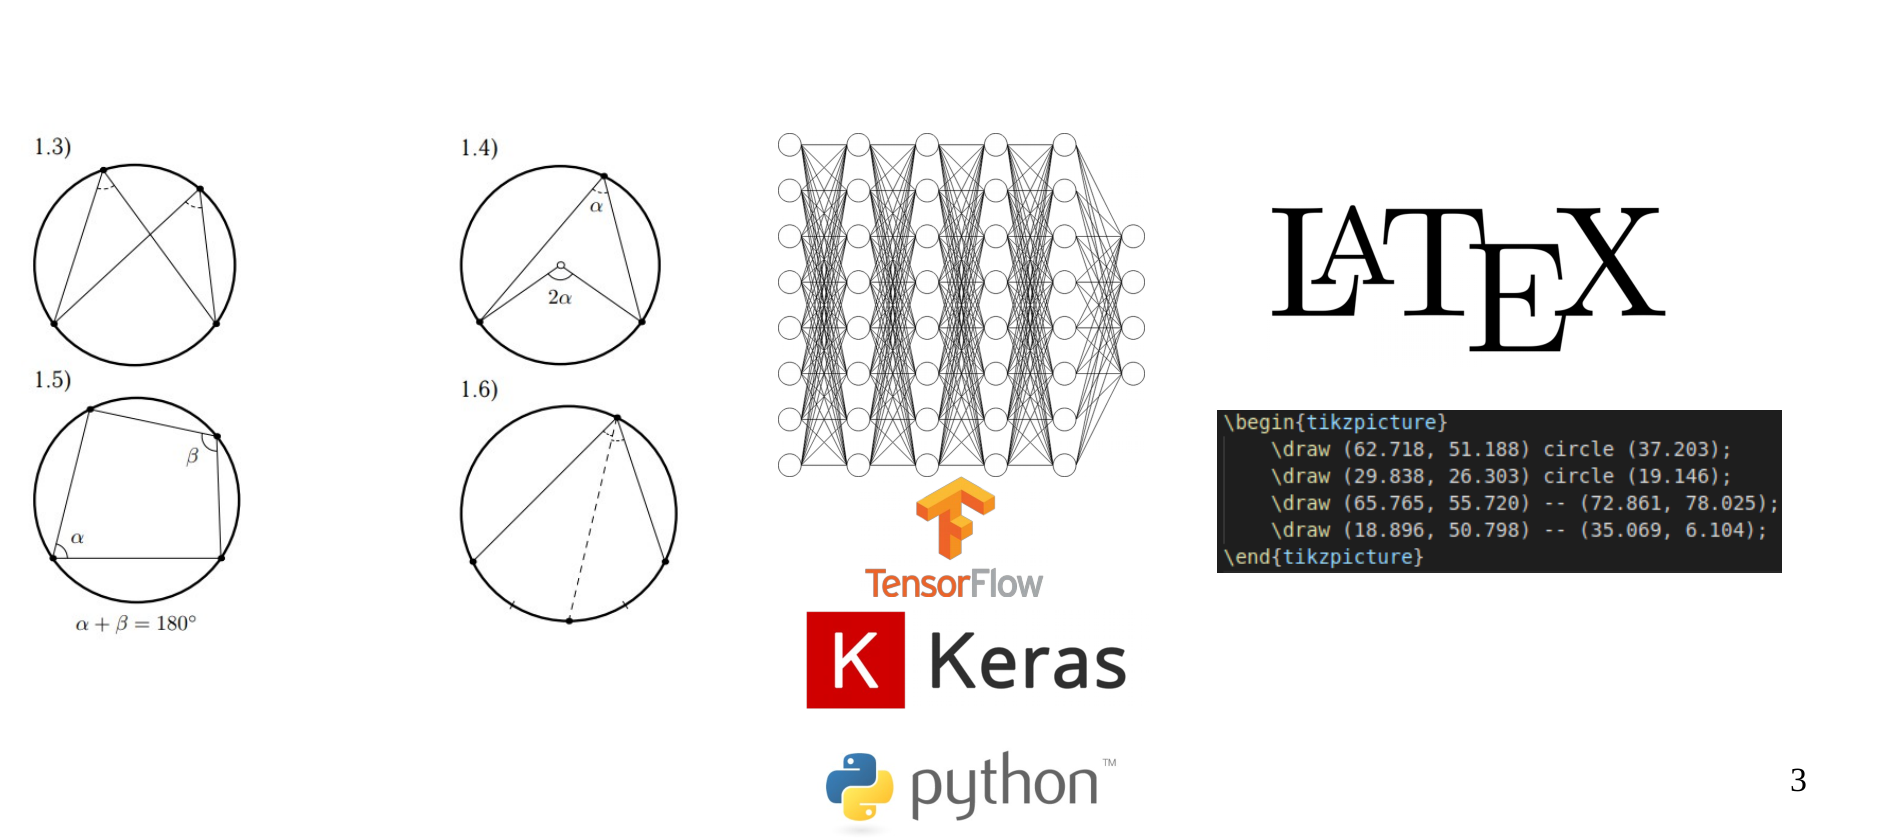 1.3)
1.4)
α
2α
1.5)
β
α
α + β = 180°
1.6)
TensorFlow
K Keras
python™
LATEX
\begin{tikzpicture}
\draw (62.718, 51.188) circle (37.203);
\draw (29.838, 26.303) circle (19.146);
\draw (65.765, 55.720) -- (72.861, 78.025);
\draw (18.896, 50.798) -- (35.069, 6.104);
\end{tikzpicture}
3